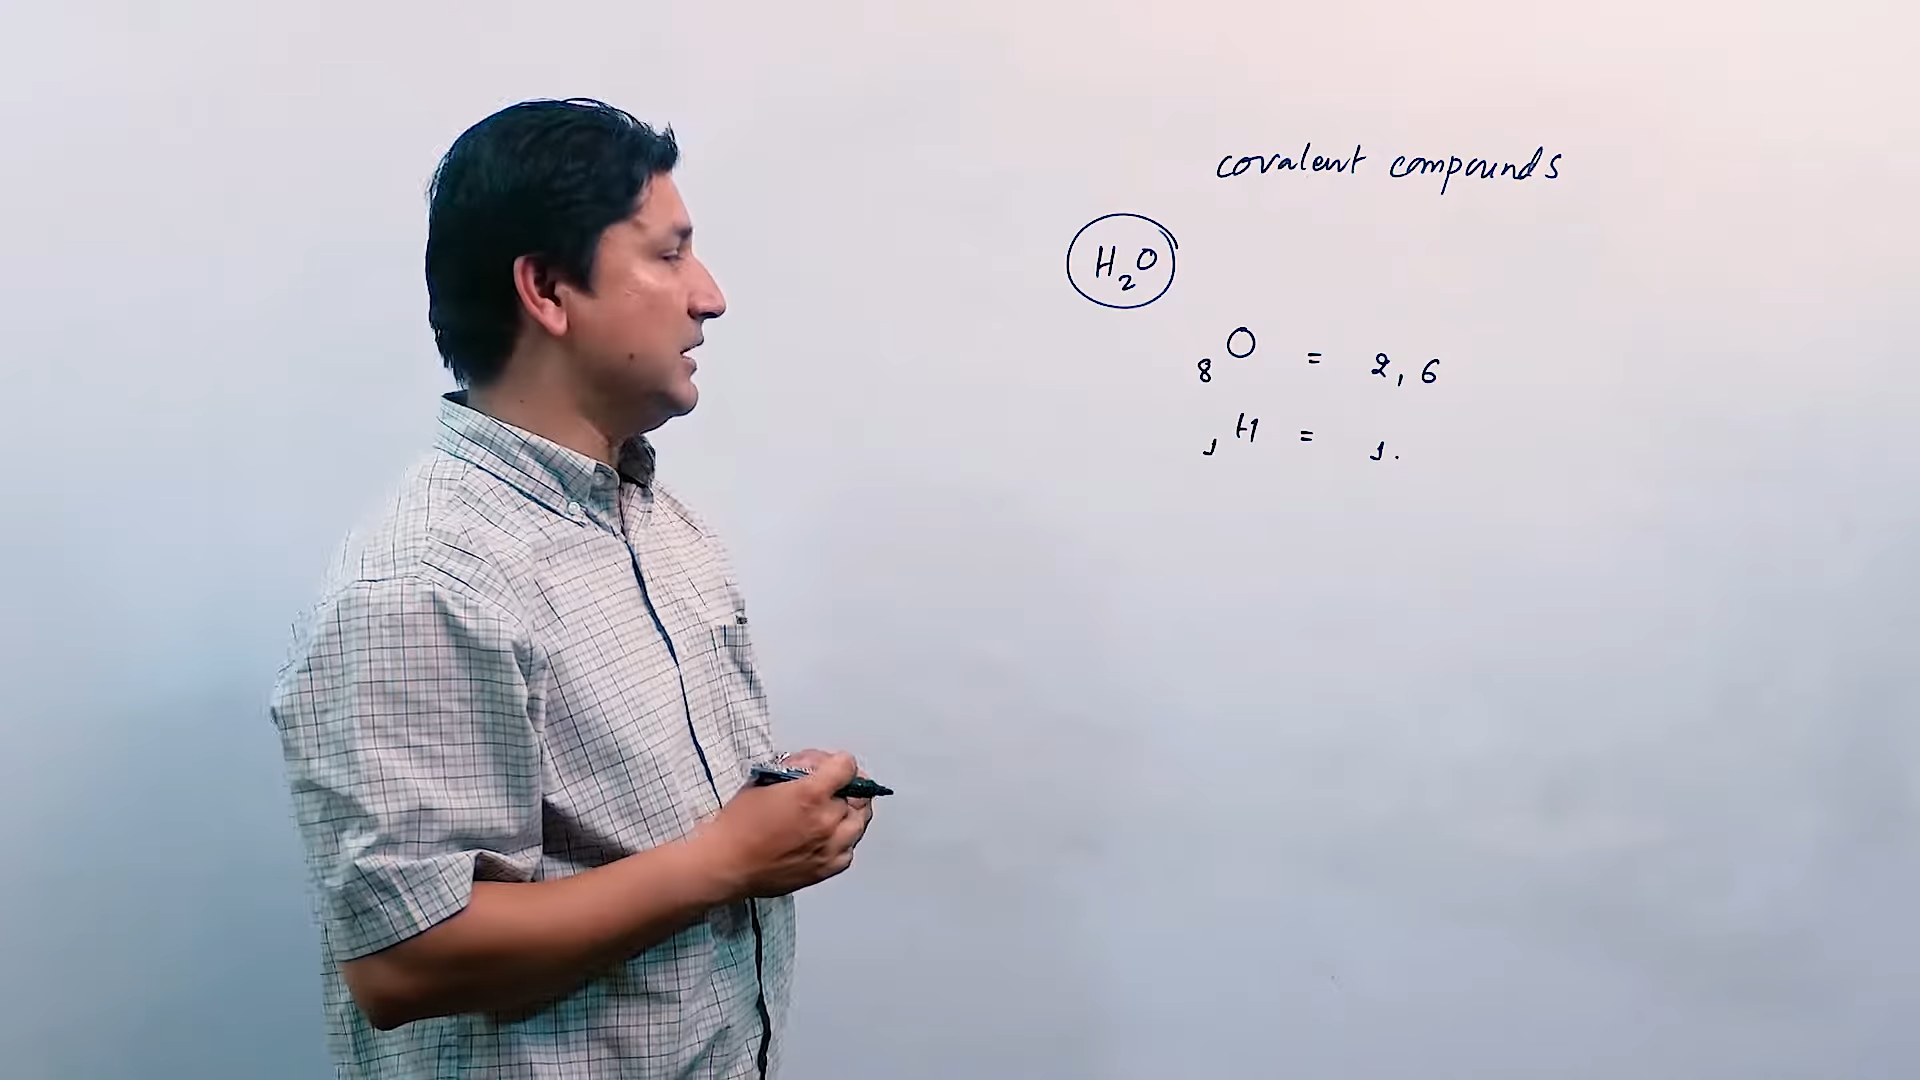 covalent compounds
H₂O
₈O = 2, 6
₁H = 1.